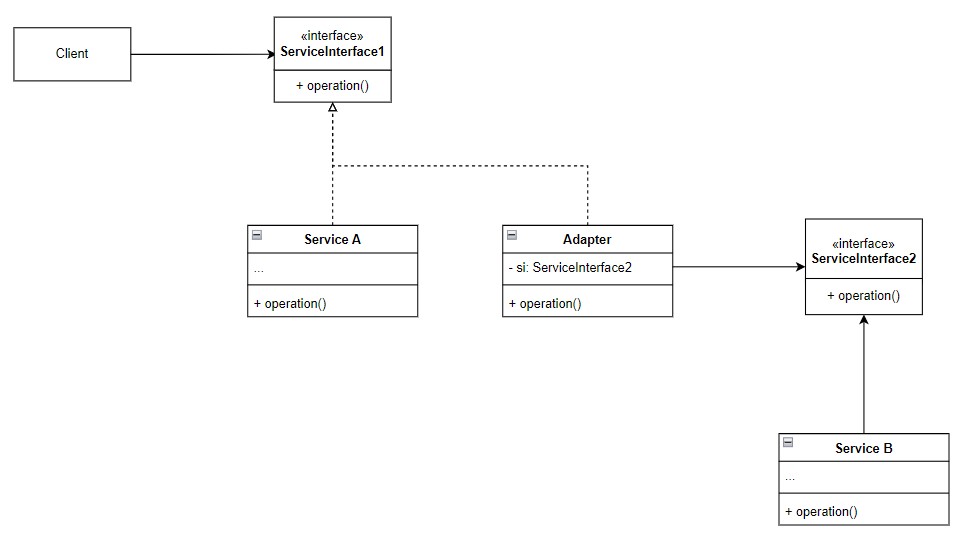 Client
«interface»
ServiceInterface1
+ operation()
Service A
...
+ operation()
Adapter
- si: ServiceInterface2
+ operation()
«interface»
ServiceInterface2
+ operation()
Service B
...
+ operation()